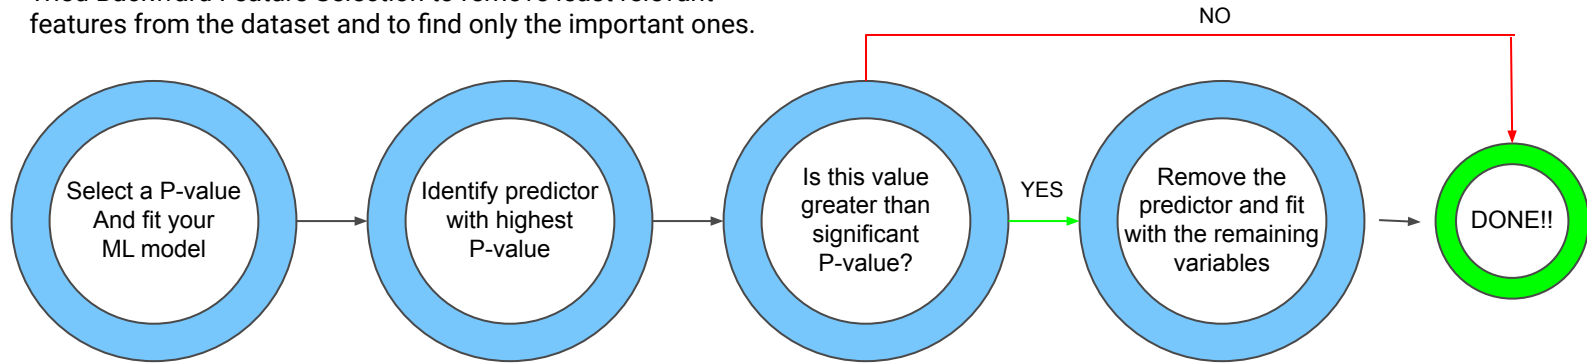 features from the dataset and to find only the important ones.
NO
Select a P-value
And fit your
ML model
Identify predictor
with highest
P-value
Is this value
greater than
significant
P-value?
YES
Remove the
predictor and fit
with the remaining
variables
DONE!!